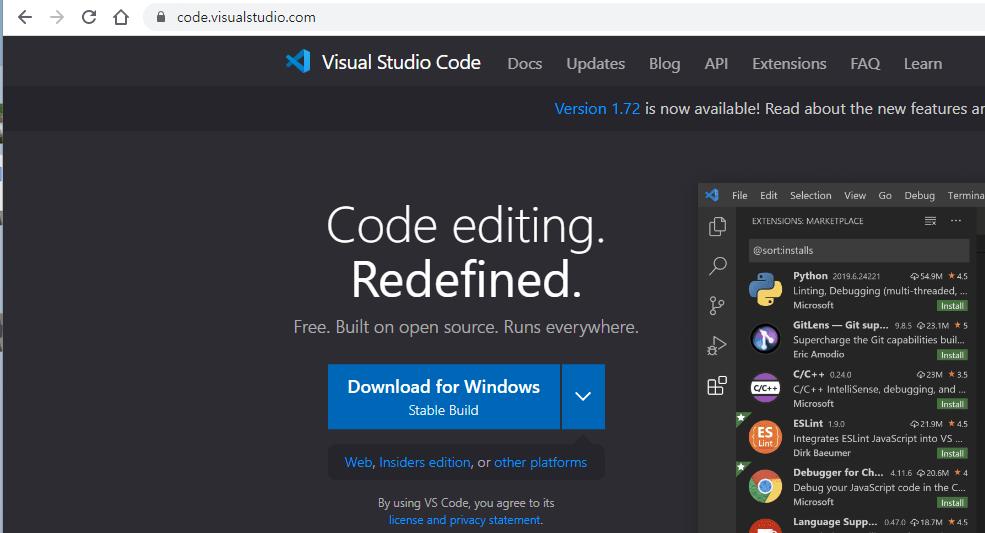 code.visualstudio.com
Visual Studio Code Docs Updates Blog API Extensions FAQ Learn
Version 1.72 is now available! Read about the new features
Code editing.
Redefined.
Free. Built on open source. Runs everywhere.
Download for Windows
Stable Build
Web, Insiders edition, or other platforms
By using VS Code, you agree to its
license and privacy statement.
File Edit Selection View Go Debug
EXTENSIONS: MARKETPLACE
@sort:installs
Python 2019.6.24221 54.9M ★ 4.5
Linting, Debugging (multi-threaded, ...
Microsoft Install
GitLens — Git sup... 9.8.5 23.1M ★ 5
Supercharge the Git capabilities buil...
Eric Amodio Install
C/C++ 0.24.0 23M ★ 3.5
C/C++
C/C++ IntelliSense, debugging, and ...
Microsoft Install
ESLint 1.9.0 21.9M ★ 4.5
ES
Lint
Integrates ESLint JavaScript into VS ...
Dirk Baeumer Install
Debugger for Ch... 4.11.6 20.6M ★ 4
Debug your JavaScript code in the C...
Microsoft Install
Language Supp... 0.47.0 18.7M ★ 4.5